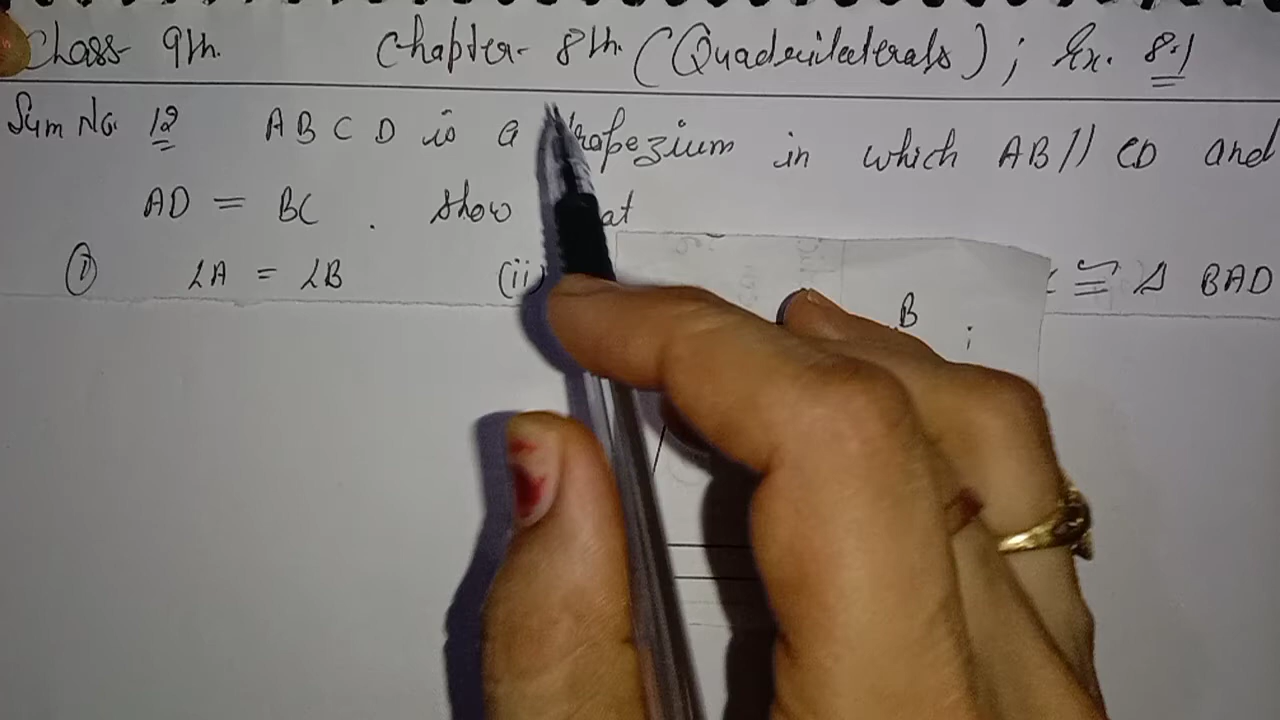 Class 9th. Chapter- 8th. (Quadrilaterals) ; Ex. 8.1
Sum No. 12 A B C D is a trapezium in which AB // CD and
AD = BC . Show
(i) ∠A = ∠B (ii) ≅ Δ BAD
B